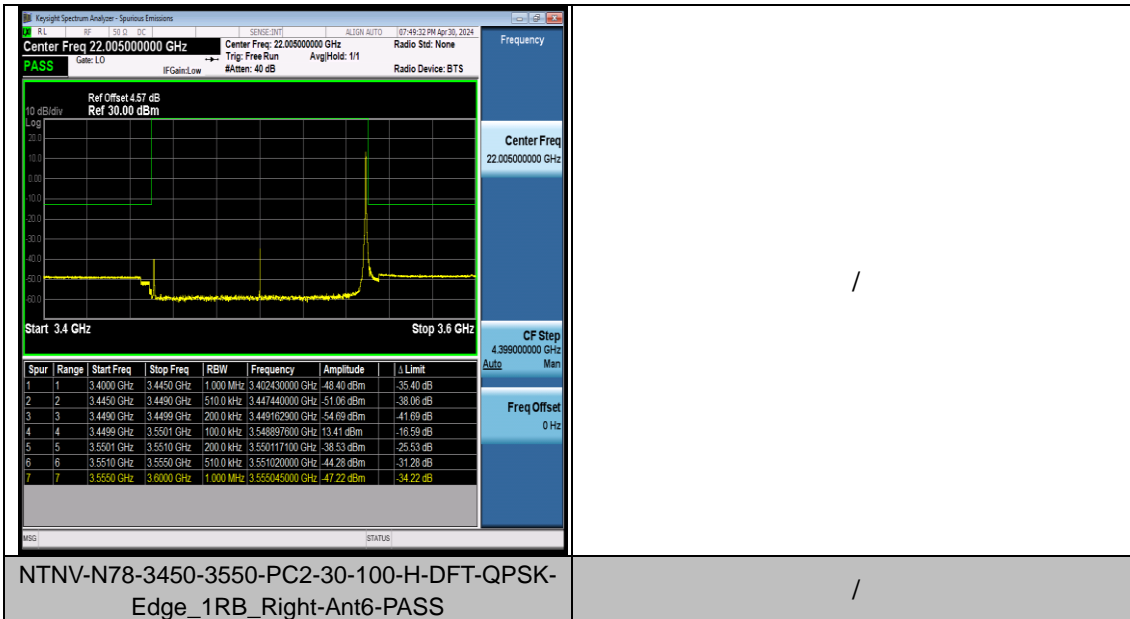 Keysight Spectrum Analyzer - Spurious Emissions
RL RF 50 Ω DC SENSE:INT ALIGN AUTO 07:49:32 PM Apr 30, 2024
Center Freq 22.005000000 GHz Center Freq: 22.005000000 GHz Radio Std: None Frequency
Gate: LO Trig: Free Run Avg|Hold: 1/1
PASS IFGain:Low #Atten: 40 dB Radio Device: BTS
Ref Offset 4.57 dB
10 dB/div Ref 30.00 dBm
Log
20.0
10.0
0.00
-10.0
-20.0
-30.0
-40.0
-50.0
-60.0
Start 3.4 GHz Stop 3.6 GHz
Center Freq
22.005000000 GHz
CF Step
4.399000000 GHz
Auto Man
Freq Offset
0 Hz
Spur Range Start Freq Stop Freq RBW Frequency Amplitude Δ Limit
1 1 3.4000 GHz 3.4450 GHz 1.000 MHz 3.402430000 GHz -48.40 dBm -35.40 dB
2 2 3.4450 GHz 3.4490 GHz 510.0 kHz 3.447440000 GHz -51.06 dBm -38.06 dB
3 3 3.4490 GHz 3.4499 GHz 200.0 kHz 3.449162900 GHz -54.69 dBm -41.69 dB
4 4 3.4499 GHz 3.5501 GHz 100.0 kHz 3.548897600 GHz 13.41 dBm -16.59 dB
5 5 3.5501 GHz 3.5510 GHz 200.0 kHz 3.550117100 GHz -38.53 dBm -25.53 dB
6 6 3.5510 GHz 3.5550 GHz 510.0 kHz 3.551020000 GHz -44.28 dBm -31.28 dB
7 7 3.5550 GHz 3.6000 GHz 1.000 MHz 3.555045000 GHz -47.22 dBm -34.22 dB
MSG STATUS
/
NTNV-N78-3450-3550-PC2-30-100-H-DFT-QPSK-
Edge_1RB_Right-Ant6-PASS
/